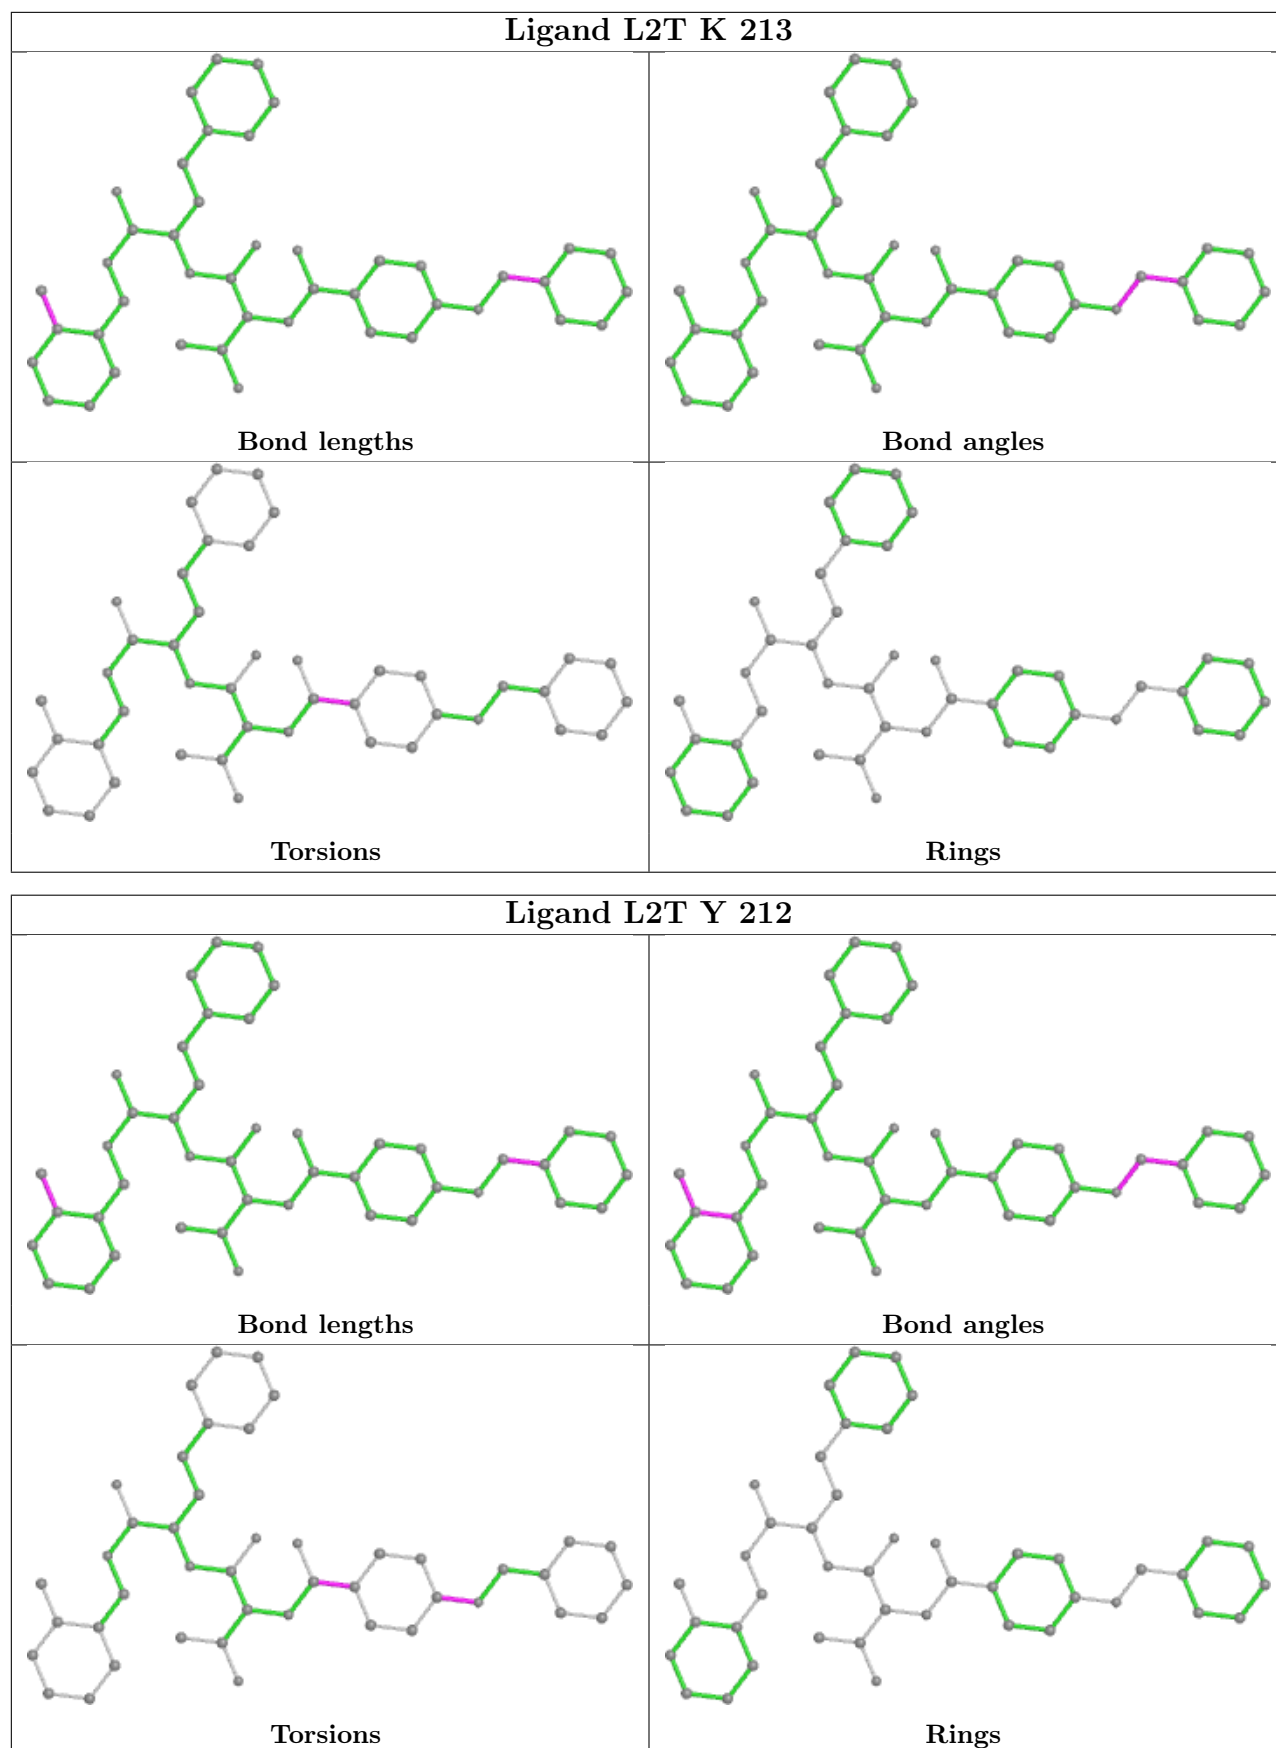 Ligand L2T K 213
Bond lengths
Bond angles
Torsions
Rings
Ligand L2T Y 212
Bond lengths
Bond angles
Torsions
Rings